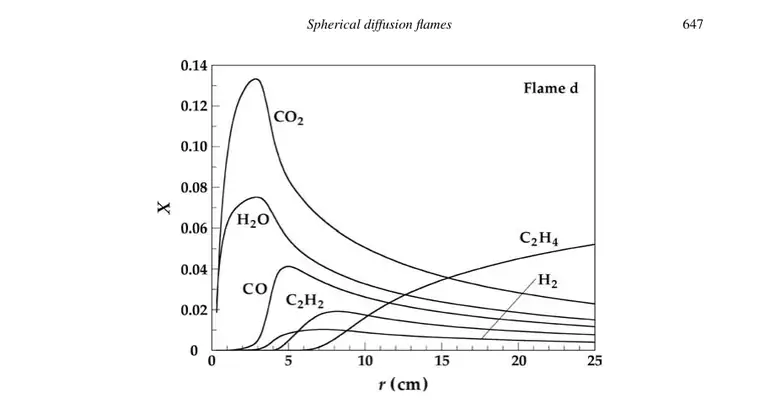 Spherical diffusion flames 647
0.14
Flame d
0.12
CO2
0.10
0.08
X
H2O
0.06
C2H4
0.04
CO
C2H2
H2
0.02
0
0 5 10 15 20 25
r (cm)